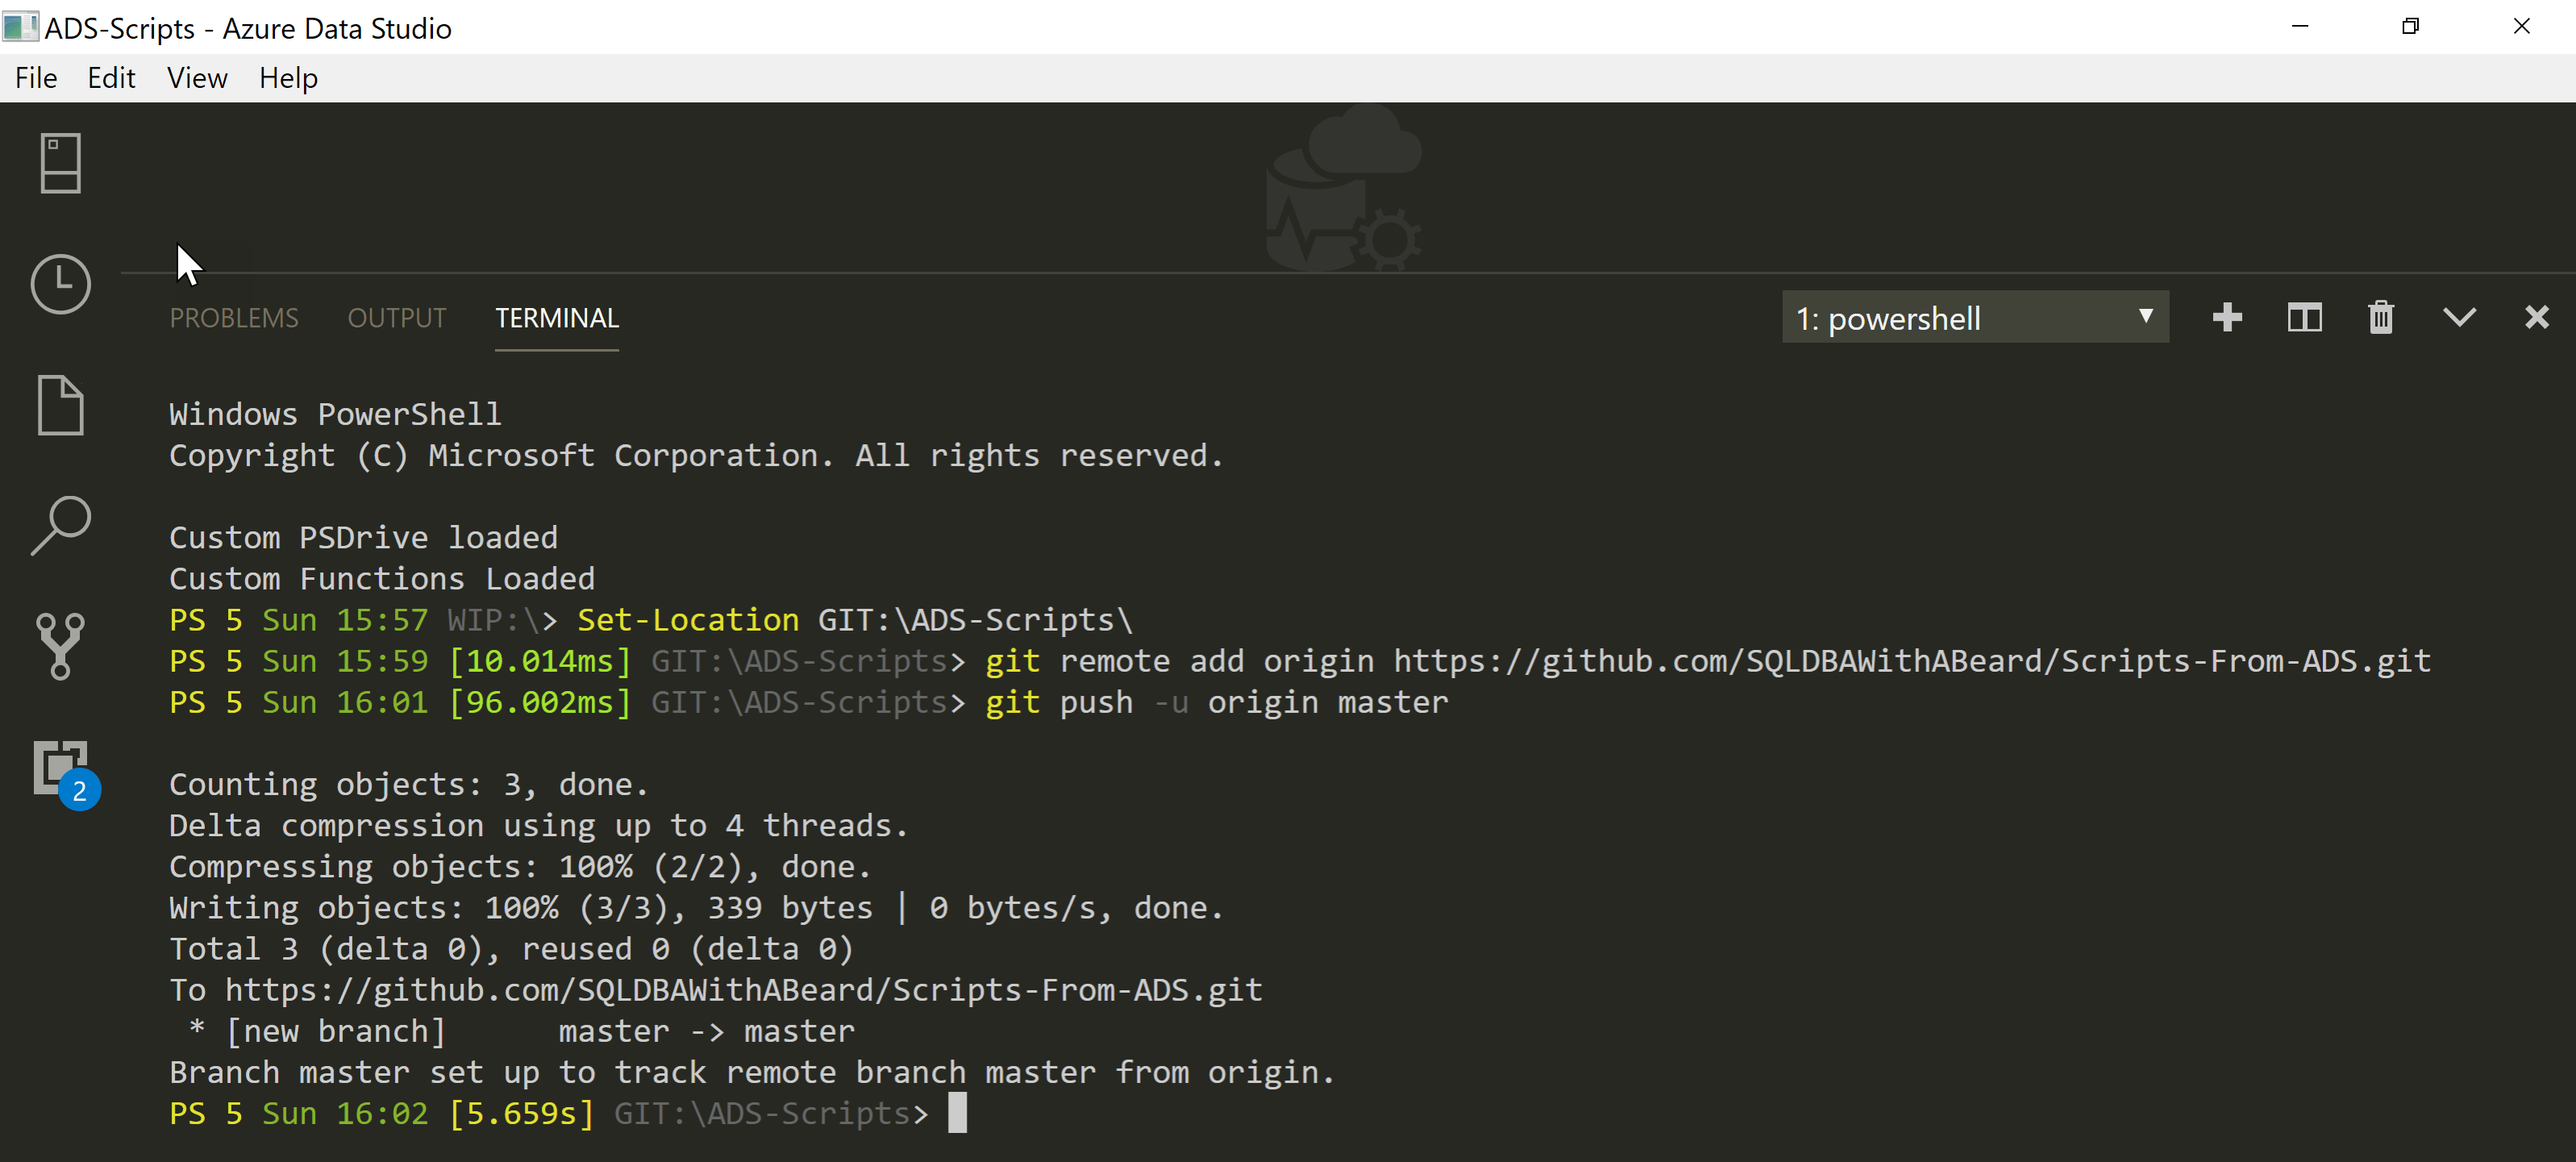 ADS-Scripts - Azure Data Studio
File Edit View Help
PROBLEMS OUTPUT TERMINAL 1: powershell
Windows PowerShell
Copyright (C) Microsoft Corporation. All rights reserved.
Custom PSDrive loaded
Custom Functions Loaded
PS 5 Sun 15:57 WIP:\> Set-Location GIT:\ADS-Scripts\
PS 5 Sun 15:59 [10.014ms] GIT:\ADS-Scripts> git remote add origin https://github.com/SQLDBAWithABeard/Scripts-From-ADS.git
PS 5 Sun 16:01 [96.002ms] GIT:\ADS-Scripts> git push -u origin master
Counting objects: 3, done.
Delta compression using up to 4 threads.
Compressing objects: 100% (2/2), done.
Writing objects: 100% (3/3), 339 bytes | 0 bytes/s, done.
Total 3 (delta 0), reused 0 (delta 0)
To https://github.com/SQLDBAWithABeard/Scripts-From-ADS.git
 * [new branch]      master -> master
Branch master set up to track remote branch master from origin.
PS 5 Sun 16:02 [5.659s] GIT:\ADS-Scripts>
2